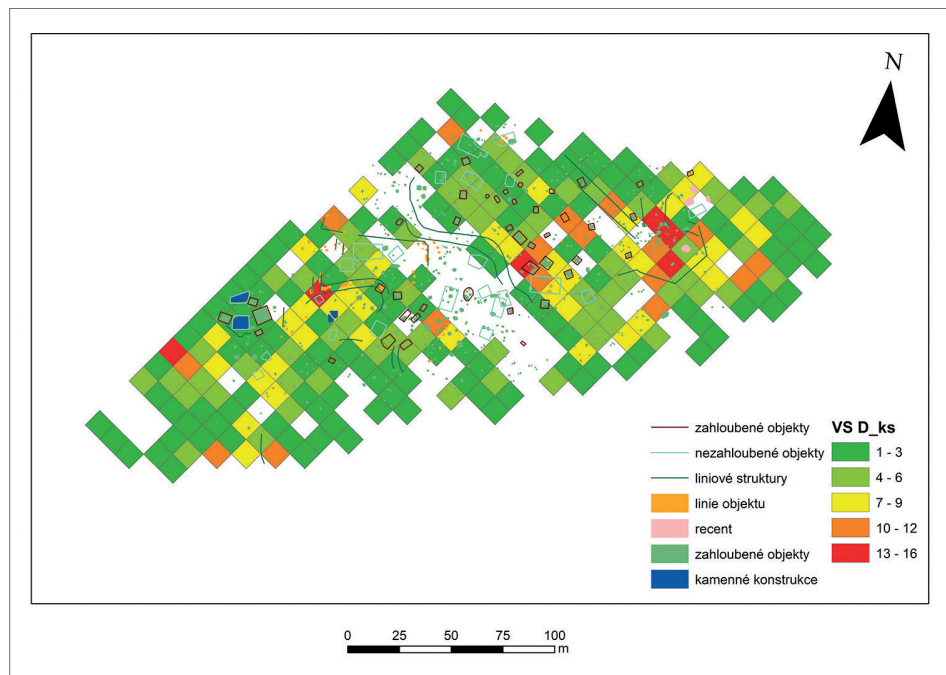 N
zahloubené objekty
nezahloubené objekty
liniové struktury
linie objektu
recent
zahloubené objekty
kamenné konstrukce
VS D_ks
1 - 3
4 - 6
7 - 9
10 - 12
13 - 16
0 25 50 75 100
m